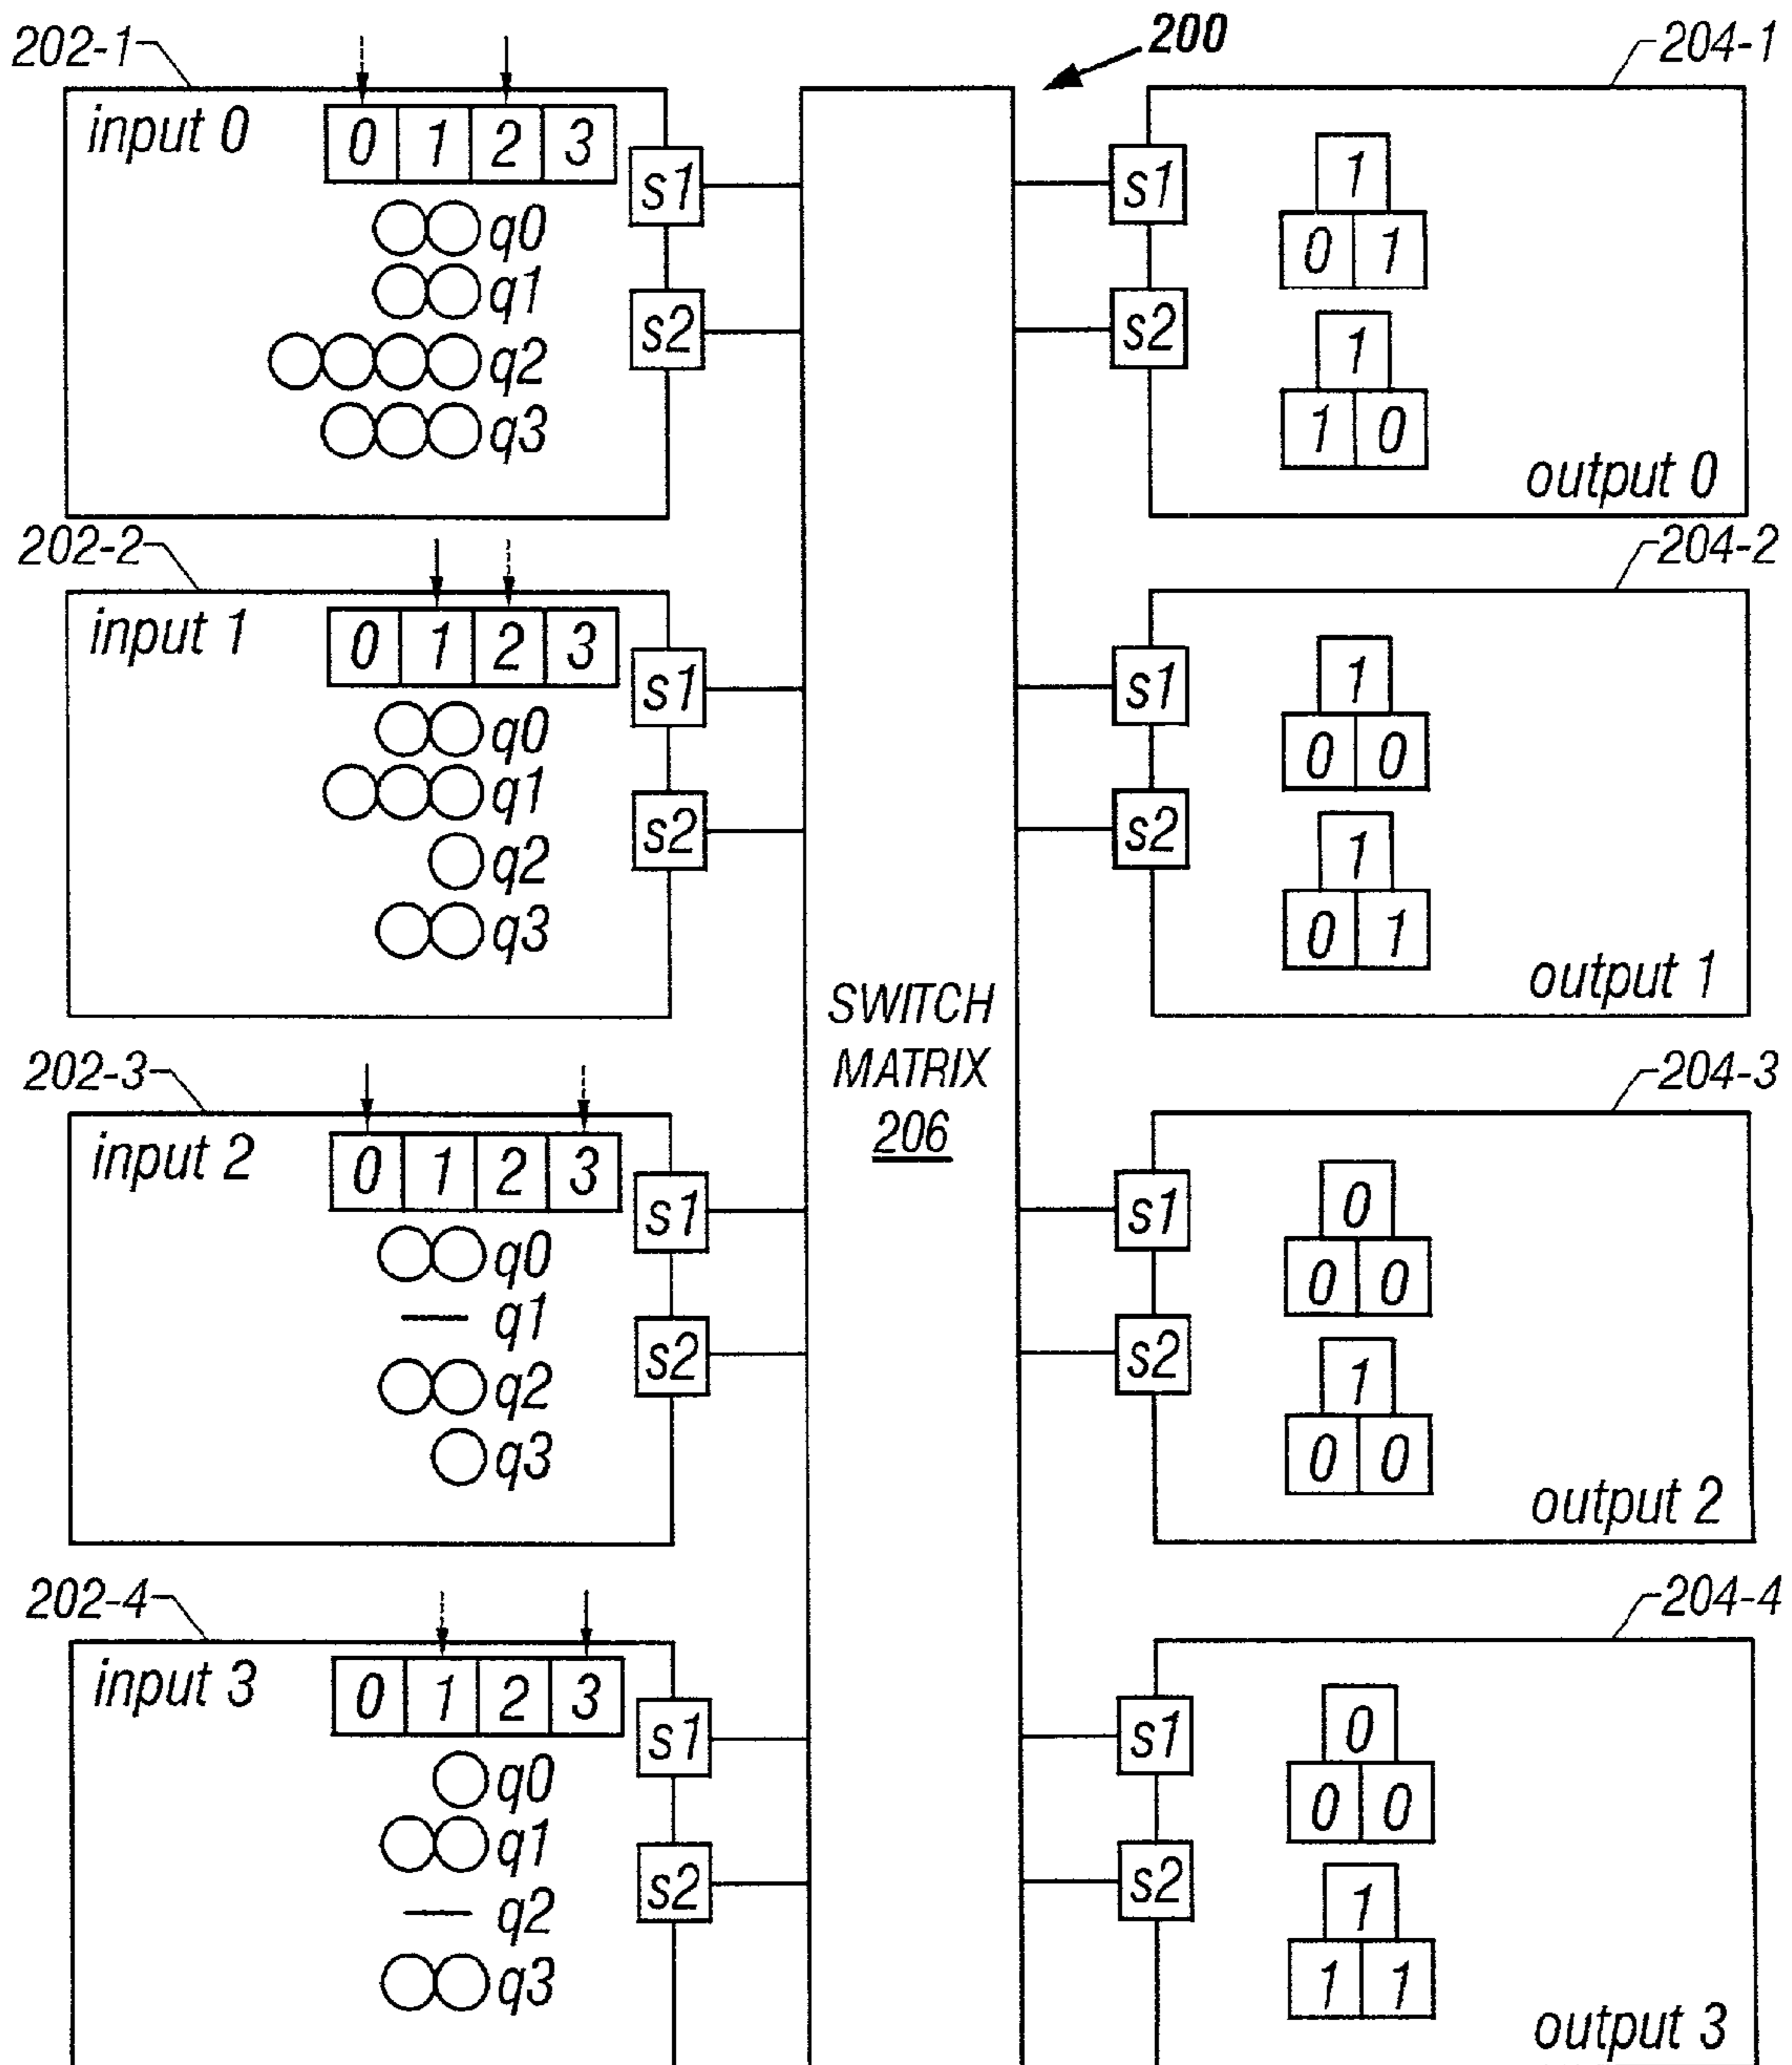 200
202-1
input 0
0 1 2 3
q0
q1
q2
q3
s1
s2
202-2
input 1
0 1 2 3
q0
q1
q2
q3
s1
s2
202-3
input 2
0 1 2 3
q0
q1
q2
q3
s1
s2
202-4
input 3
0 1 2 3
q0
q1
q2
q3
s1
s2
SWITCH
MATRIX
206
204-1
s1
s2
1
0 1
1
1 0
output 0
204-2
s1
s2
1
0 0
1
0 1
output 1
204-3
s1
s2
0
0 0
1
0 0
output 2
204-4
s1
s2
0
0 0
1
1 1
output 3